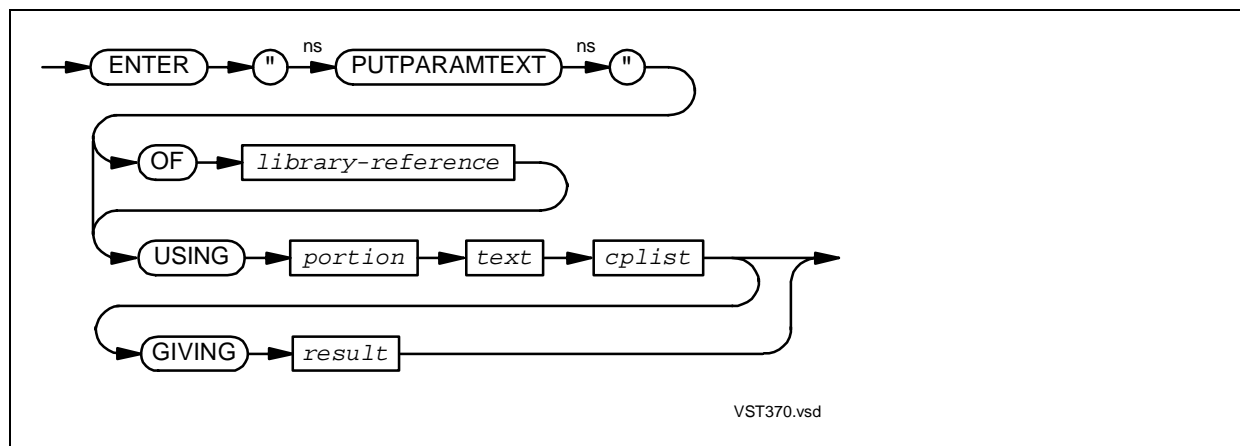 ns ns
ENTER " PUTPARAMTEXT "
OF library-reference
USING portion text cplist
GIVING result
VST370.vsd